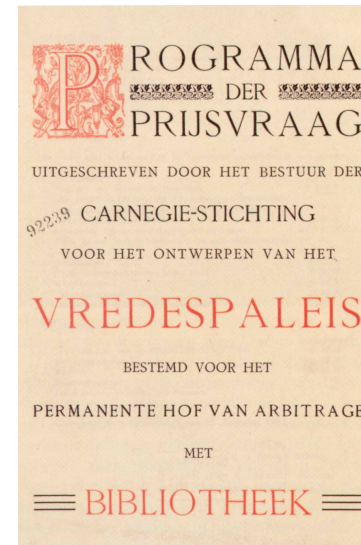 PROGRAMMA
DER
PRIJSVRAAG
UITGESCHREVEN DOOR HET BESTUUR DER
92239
CARNEGIE-STICHTING
VOOR HET ONTWERPEN VAN HET
VREDESPALEIS
BESTEMD VOOR HET
PERMANENTE HOF VAN ARBITRAGE
MET
BIBLIOTHEEK